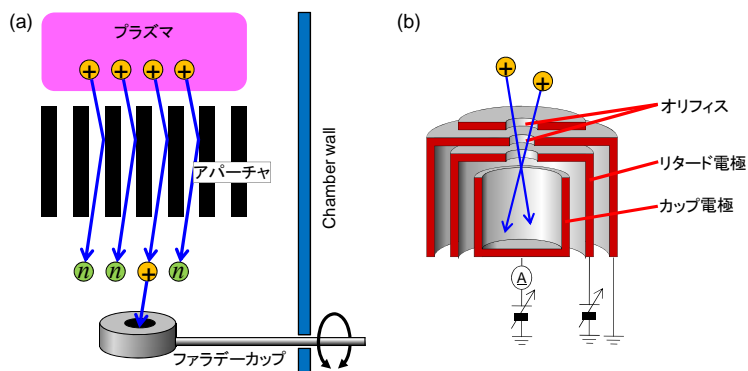 (a)
プラズマ
+ + + +
アパーチャ
Chamber wall
n n + n
ファラデーカップ
(b)
+
+
オリフィス
リタード電極
カップ電極
A